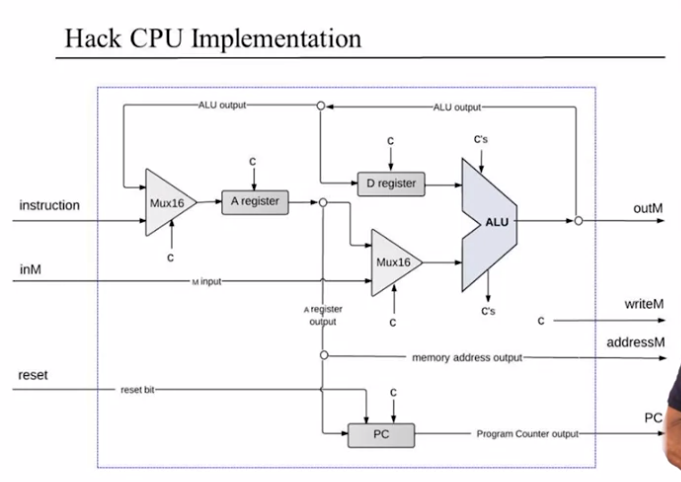 Hack CPU Implementation
ALU output
ALU output
C
C
C's
D register
instruction
Mux16
A register
ALU
outM
C
Mux16
inM
M input
A register
output
C
C's
C
writeM
addressM
memory address output
reset
reset bit
C
PC
Program Counter output
PC